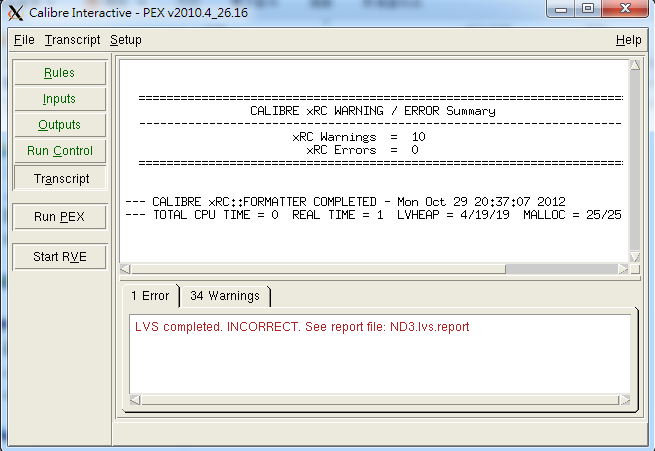 Calibre Interactive - PEX v2010.4_26.16
File Transcript Setup Help
Rules
Inputs
Outputs
Run Control
Transcript
Run PEX
Start RVE
================================================================
CALIBRE xRC WARNING / ERROR Summary
----------------------------------------------------------------
xRC Warnings = 10
xRC Errors = 0
================================================================
--- CALIBRE xRC::FORMATTER COMPLETED - Mon Oct 29 20:37:07 2012
--- TOTAL CPU TIME = 0 REAL TIME = 1 LVHEAP = 4/19/19 MALLOC = 25/25
1 Error 34 Warnings
LVS completed. INCORRECT. See report file: ND3.lvs.report